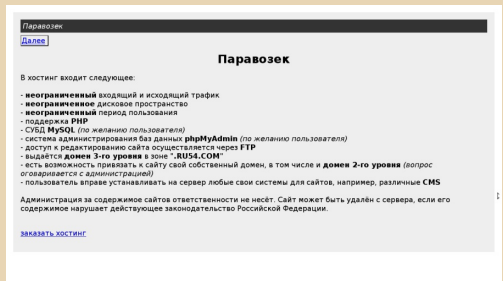 Паравозек
Далее
Паравозек
В хостинг входит следующее:
- неограниченный входящий и исходящий трафик
- неограниченное дисковое пространство
- неограниченный период пользования
- поддержка PHP
- СУБД MySQL (по желанию пользователя)
- система администрирования баз данных phpMyAdmin (по желанию пользователя)
- доступ к редактированию сайта осуществляется через FTP
- выдаётся домен 3-го уровня в зоне ".RU54.COM"
- есть возможность привязать к сайту свой собственный домен, в том числе и домен 2-го уровня (вопрос
оговаривается с администрацией)
- пользователь вправе устанавливать на сервер любые свои системы для сайтов, например, различные CMS
Администрация за содержимое сайтов ответственности не несёт. Сайт может быть удалён с сервера, если его
содержимое нарушает действующее законодательство Российской Федерации.
заказать хостинг